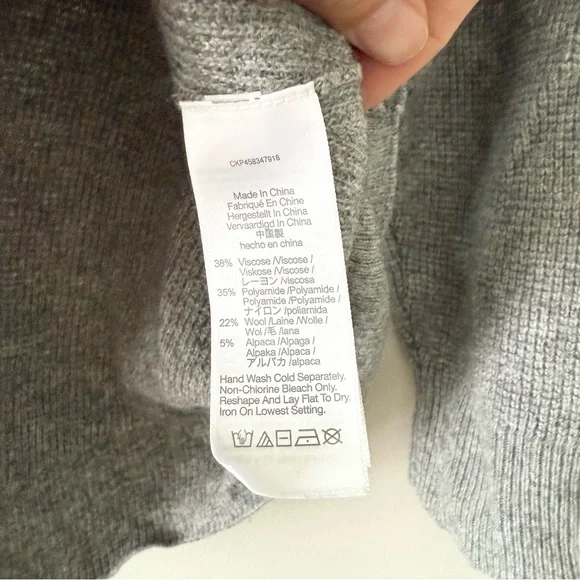 CKP458347918
Made In China
Fabriqué En Chine
Hergestellt In China
Vervaardigd In China
中国製
hecho en china
38% Viscose /Viscose/
Viskose /Viscose/
レーヨン /viscosa
35% Polyamide /Polyamide/
Polyamide /Polyamide/
ナイロン /poliamida
22% Wool /Laine /Wolle/
Wol /毛 /lana
5% Alpaca /Alpaga/
Alpaka /Alpaca/
アルパカ /alpaca
Hand Wash Cold Separately.
Non-Chlorine Bleach Only.
Reshape And Lay Flat To Dry.
Iron On Lowest Setting.